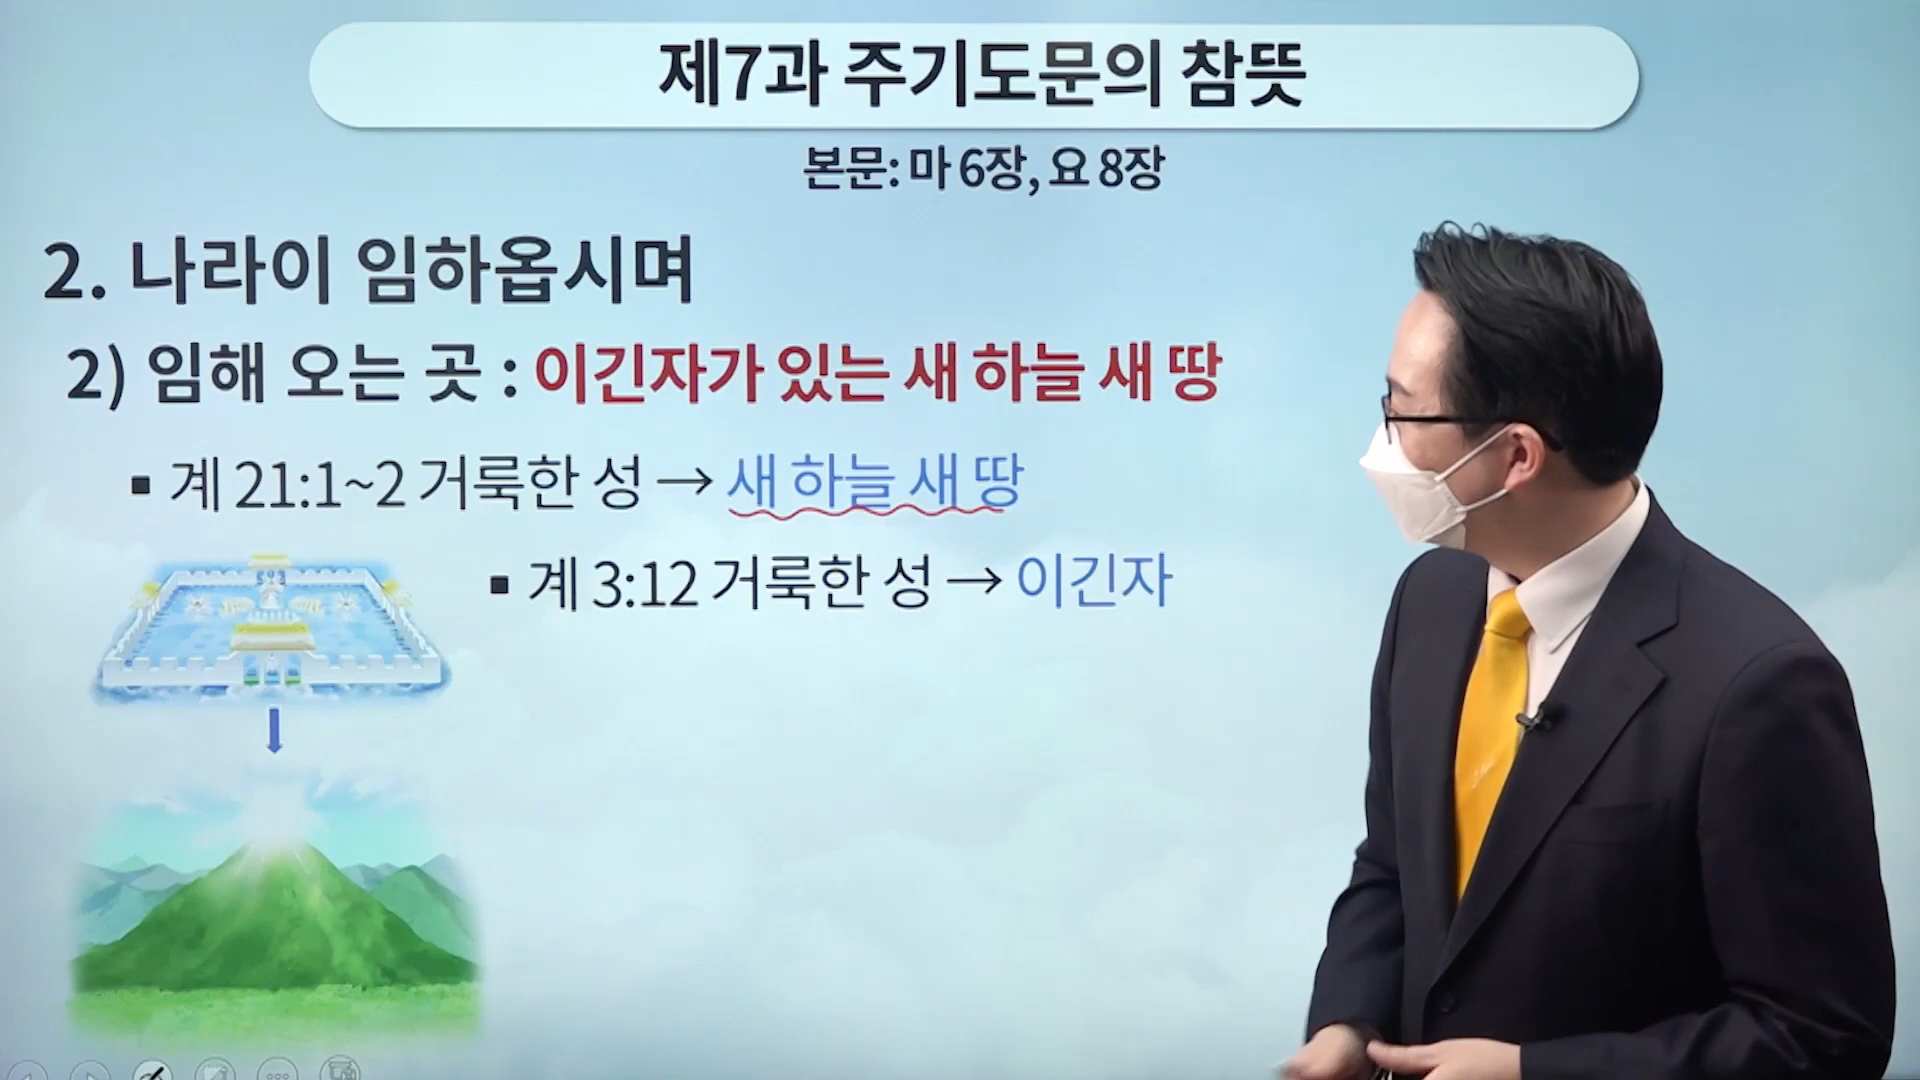 제7과 주기도문의 참뜻
본문: 마 6장, 요 8장
2. 나라이 임하옵시며
2) 임해 오는 곳 : 이긴자가 있는 새 하늘 새 땅
▪ 계 21:1~2 거룩한 성 → 새 하늘 새 땅
▪ 계 3:12 거룩한 성 → 이긴자